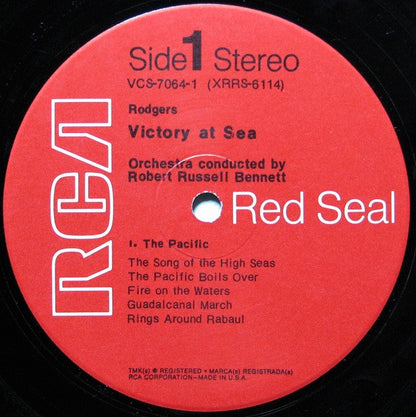 Side 1 Stereo
VCS-7064-1 (XRRS-6114)
Rodgers
Victory at Sea
Orchestra conducted by
Robert Russell Bennett
RCA
Red Seal
1. The Pacific
The Song of the High Seas
The Pacific Boils Over
Fire on the Waters
Guadalcanal March
Rings Around Rabaul
TMK(s) ® REGISTERED • MARCA(s) REGISTRADA(s)
RCA CORPORATION—MADE IN U.S.A.